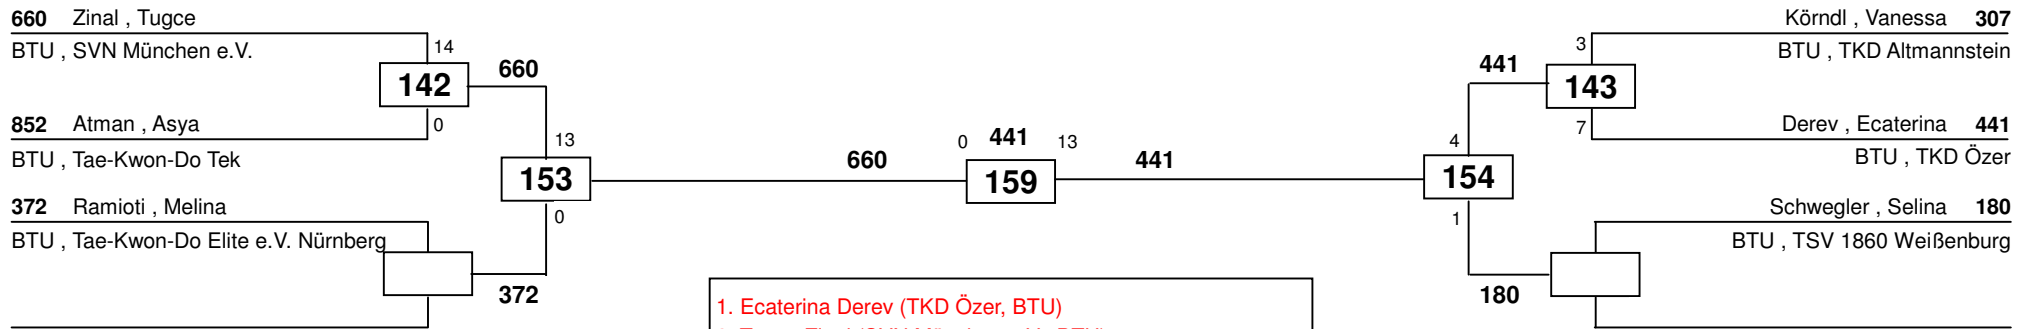 660 Zinal , Tugce
BTU , SVN München e.V.
14
142
660
0
852 Atman , Asya
BTU , Tae-Kwon-Do Tek
13
153
0
372 Ramioti , Melina
BTU , Tae-Kwon-Do Elite e.V. Nürnberg
372
660
0 441 13
159
441
Körndl , Vanessa 307
BTU , TKD Altmannstein
3
441
143
7
Derev , Ecaterina 441
BTU , TKD Özer
4
154
1
Schwegler , Selina 180
BTU , TSV 1860 Weißenburg
180
1. Ecaterina Derev (TKD Özer, BTU)